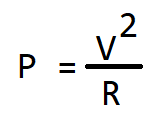 P = V²/R